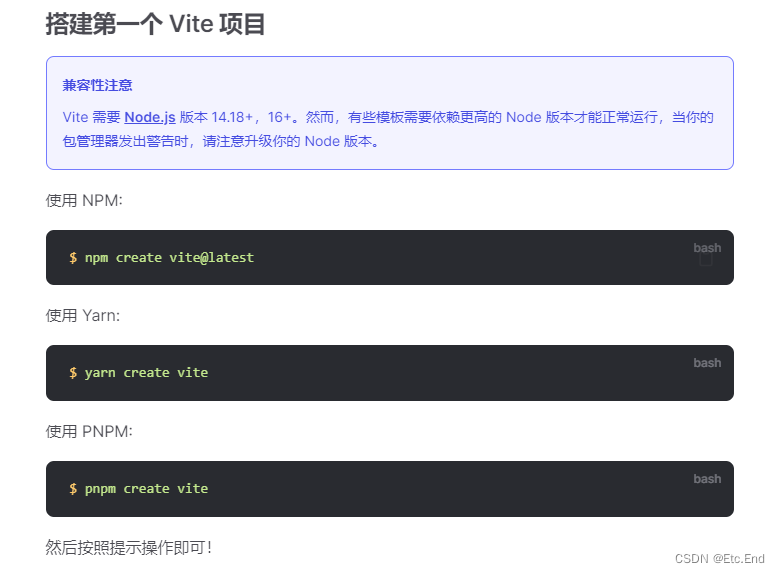 搭建第一个 Vite 项目
兼容性注意
Vite 需要 Node.js 版本 14.18+，16+。然而，有些模板需要依赖更高的 Node 版本才能正常运行，当你的
包管理器发出警告时，请注意升级你的 Node 版本。
使用 NPM:
bash
$ npm create vite@latest
使用 Yarn:
bash
$ yarn create vite
使用 PNPM:
bash
$ pnpm create vite
然后按照提示操作即可！
CSDN @Etc.End